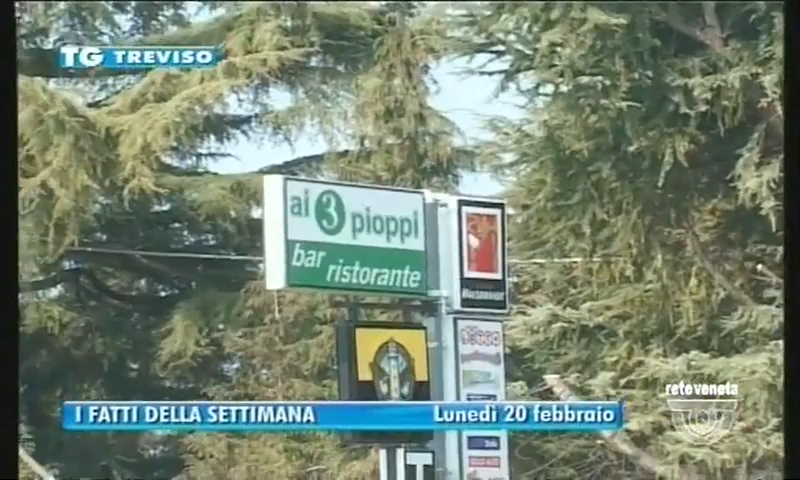 TG TREVISO
ai 3 pioppi
bar ristorante
I FATTI DELLA SETTIMANA
Lunedì 20 febbraio
reteveneta